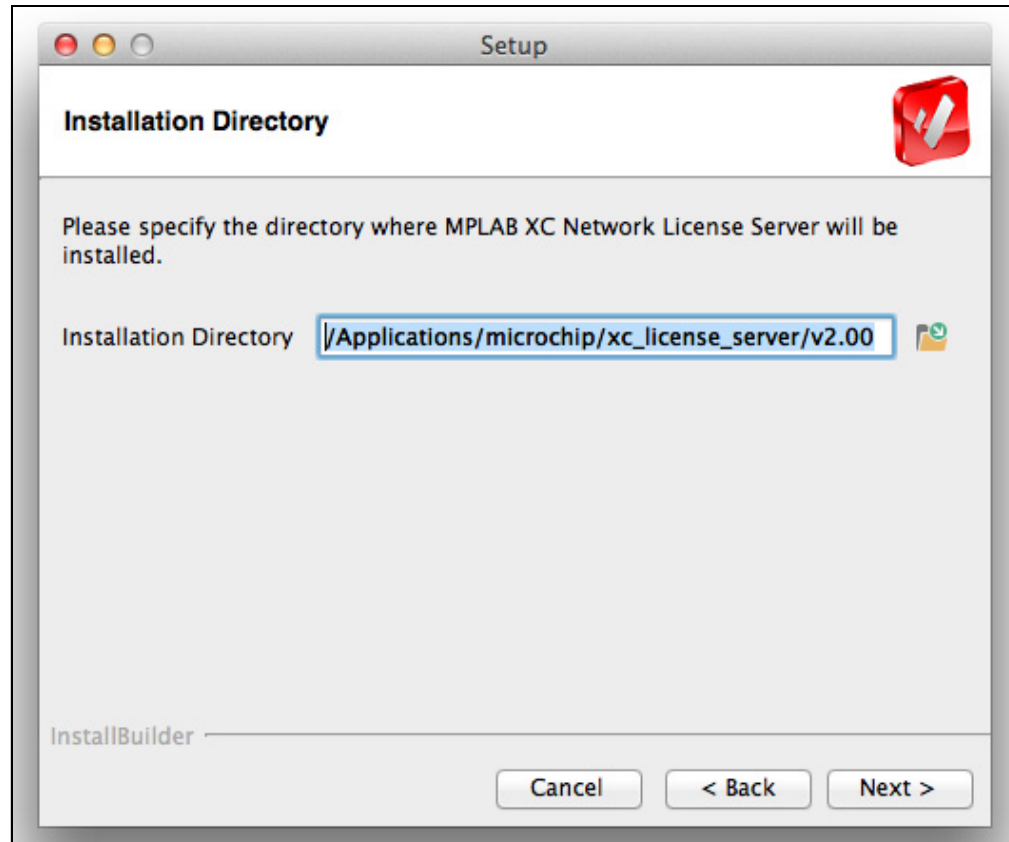 Setup
Installation Directory
Please specify the directory where MPLAB XC Network License Server will be
installed.
Installation Directory /Applications/microchip/xc_license_server/v2.00
InstallBuilder
Cancel < Back Next >